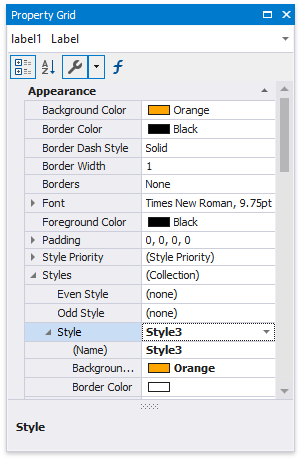 Property Grid
label1 Label
Appearance
Background Color Orange
Border Color Black
Border Dash Style Solid
Border Width 1
Borders None
Font Times New Roman, 9.75pt
Foreground Color Black
Padding 0, 0, 0, 0
Style Priority (Style Priority)
Styles (Collection)
Even Style (none)
Odd Style (none)
Style Style3
(Name) Style3
Backgroun... Orange
Border Color
Style